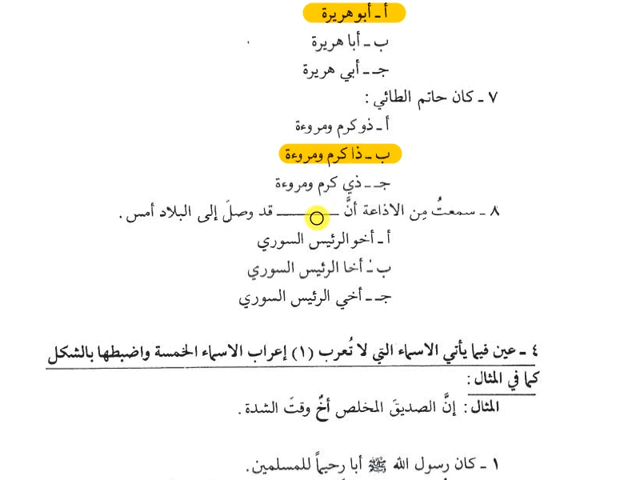 أ ـ أبو هريرة
ب ـ أبا هريرة
جـ ـ أبي هريرة
٧ ـ كان حاتم الطائي :
أ ـ ذو كرم ومروءة
ب ـ ذا كرم ومروءة
جـ ـ ذي كرم ومروءة
٨ ـ سمعتُ مِن الاذاعة أنَّ ـــــــــ قد وصلَ إلى البلاد أمس .
أ ـ أخو الرئيس السوري
ب ـ أخا الرئيس السوري
جـ ـ أخي الرئيس السوري
٤ ـ عين فيما يأتي الاسماء التي لا تُعرب (١) إعراب الاسماء الخمسة واضبطها بالشكل
كما في المثال :
المثال : إنَّ الصديقَ المخلص أخٌ وقتَ الشدة .
١ ـ كان رسول الله ﷺ أبا رحيماً للمسلمين .